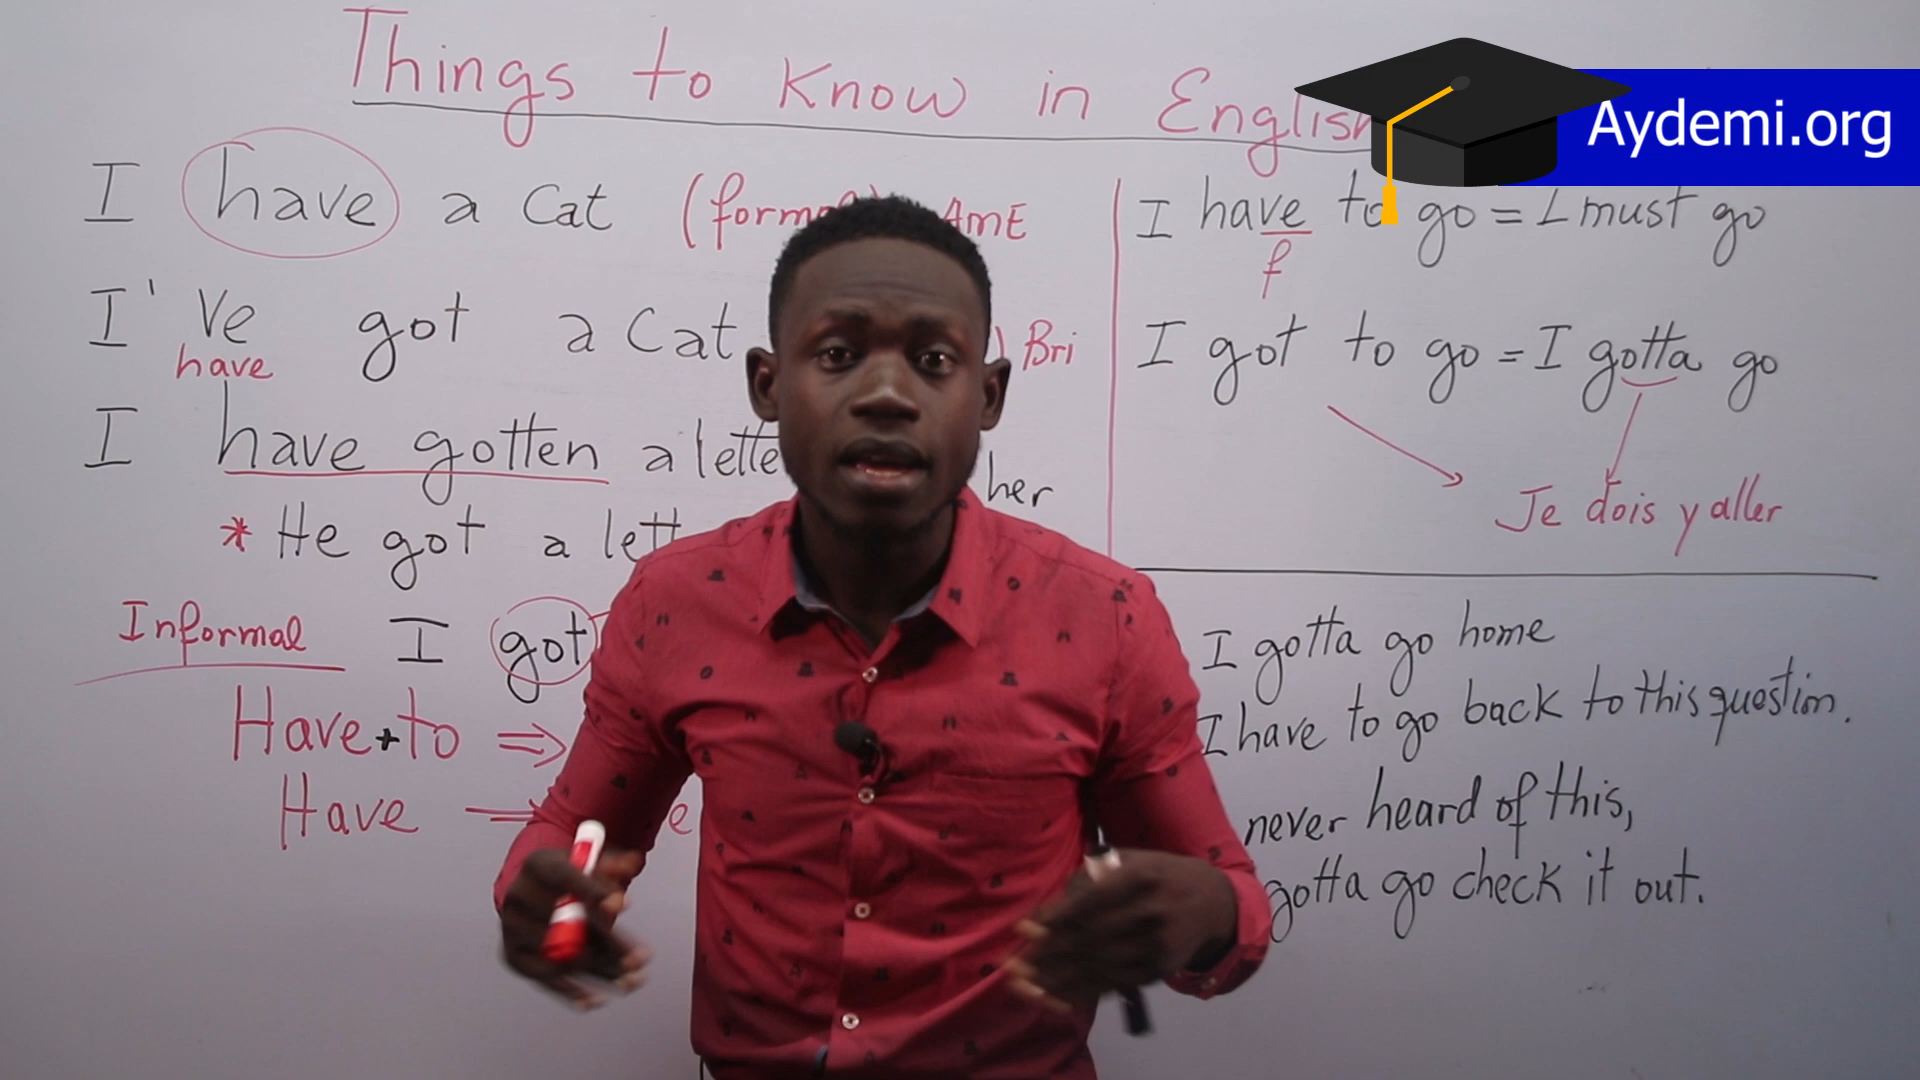 Things to Know in English
Aydemi.org
I have a cat (formal) AmE
I've got a Cat Bri
have
I have gotten a lette her
* He got a lett
Informal I got
Have + to ⇒
Have → e
I have to go = I must go
f
I got to go = I gotta go
Je dois y aller
I gotta go home
I have to go back to this question.
never heard of this,
gotta go check it out.